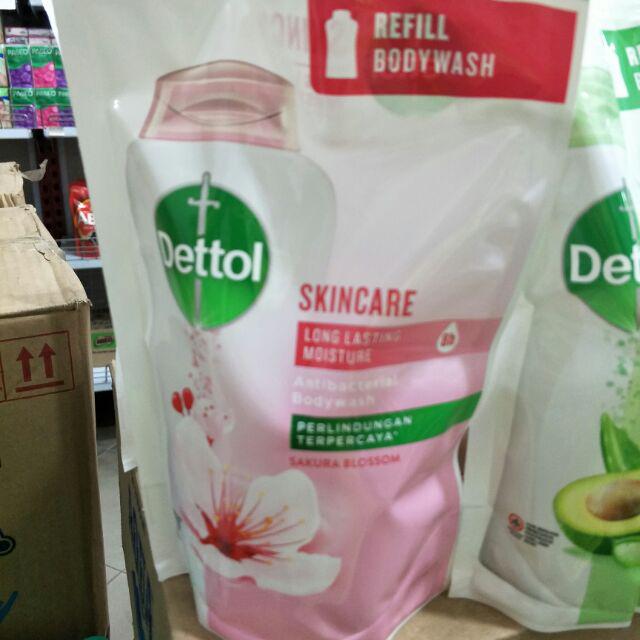 REFILL
BODYWASH
Dettol
SKINCARE
LONG LASTING
MOISTURE
Antibacterial
Bodywash
PERLINDUNGAN
TERPERCAYA*
SAKURA BLOSSOM
Det